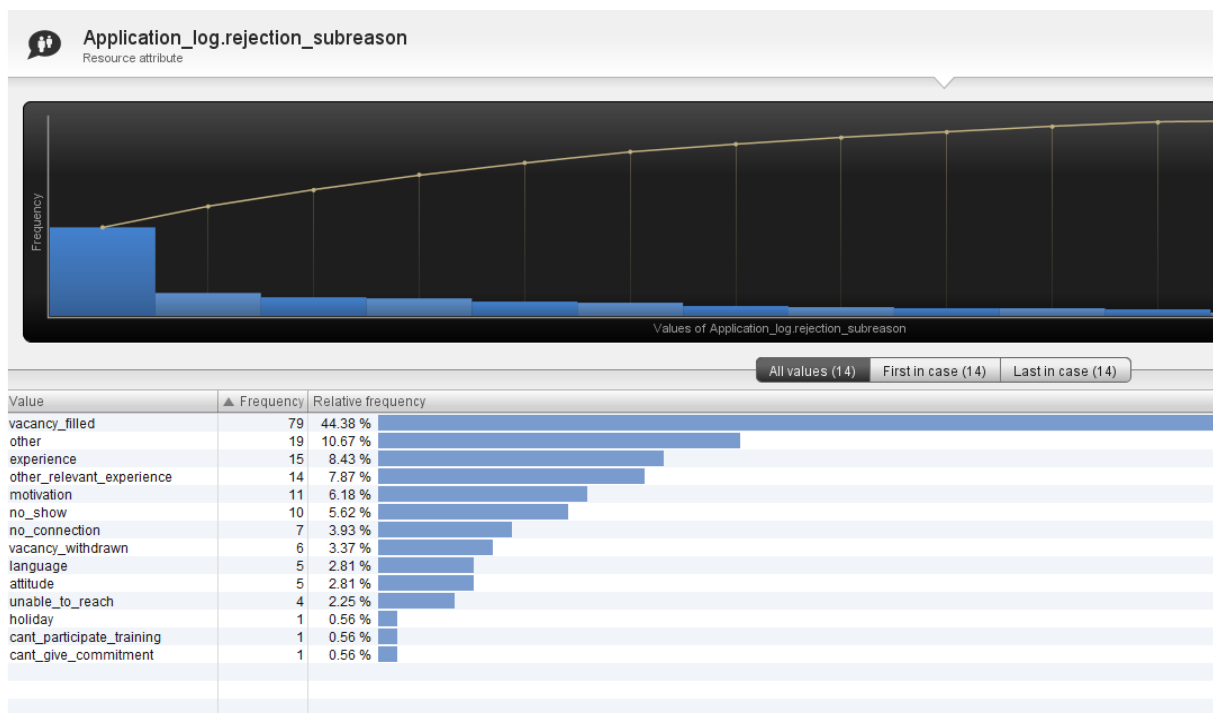 Application_log.rejection_subreason
Resource attribute
Frequency
Values of Application_log.rejection_subreason
All values (14) First in case (14) Last in case (14)
Value ▲ Frequency Relative frequency
vacancy_filled 79 44.38 %
other 19 10.67 %
experience 15 8.43 %
other_relevant_experience 14 7.87 %
motivation 11 6.18 %
no_show 10 5.62 %
no_connection 7 3.93 %
vacancy_withdrawn 6 3.37 %
language 5 2.81 %
attitude 5 2.81 %
unable_to_reach 4 2.25 %
holiday 1 0.56 %
cant_participate_training 1 0.56 %
cant_give_commitment 1 0.56 %